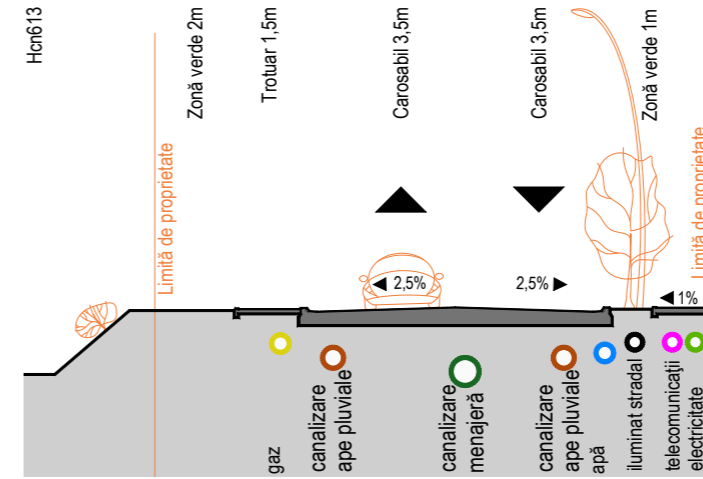 Hcn613
Limită de proprietate
Zonă verde 2m
Trotuar 1,5m
Carosabil 3,5m
Carosabil 3,5m
Zonă verde 1m
Limită de proprietate
2,5%
2,5%
1%
gaz
canalizare
ape pluviale
canalizare
menajeră
canalizare
ape pluviale
apă
iluminat stradal
telecomunicații
electricitate